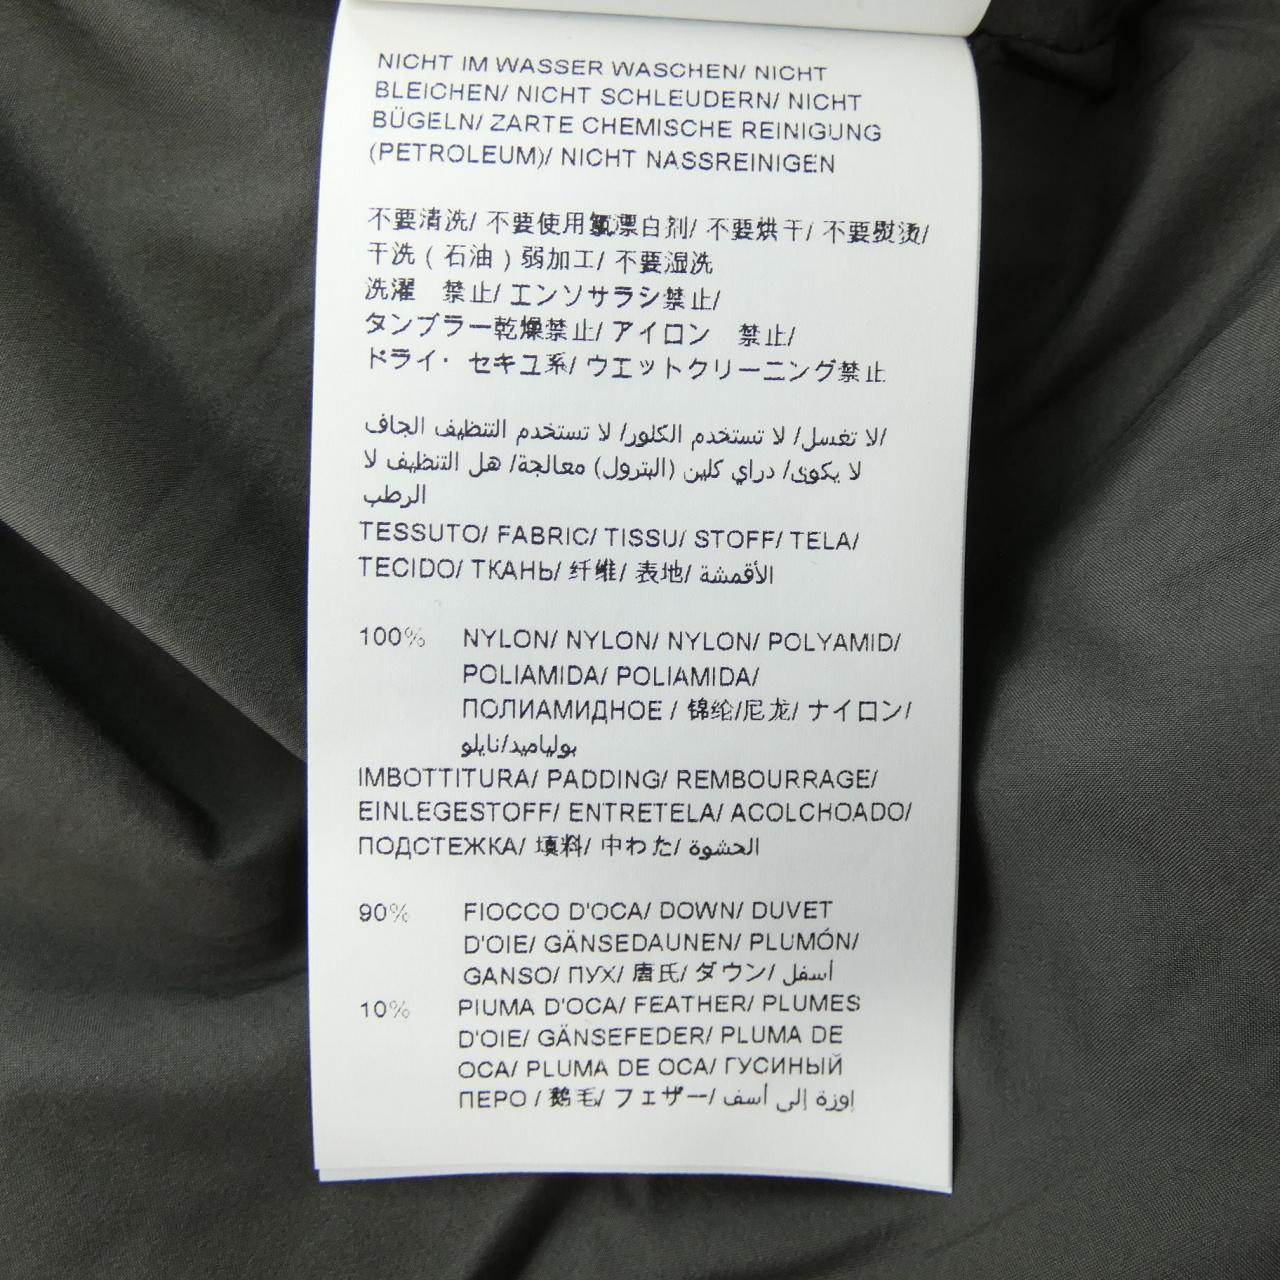 NICHT IM WASSER WASCHEN/ NICHT
BLEICHEN/ NICHT SCHLEUDERN/ NICHT
BÜGELN/ ZARTE CHEMISCHE REINIGUNG
(PETROLEUM)/ NICHT NASSREINIGEN
不要清洗/ 不要使用氯漂白剂/ 不要烘干/ 不要熨烫/
干洗 ( 石油 ) 弱加工/ 不要湿洗
洗濯 禁止/ エンソサラシ禁止/
タンブラー乾燥禁止/ アイロン 禁止/
ドライ・ セキユ系/ ウエットクリーニング禁止
لا تغسل/ لا تستخدم الكلور/ لا تستخدم التنظيف الجاف/
لا يكوى/ دراي كلين (البترول) معالجة/ هل التنظيف لا
الرطب
TESSUTO/ FABRIC/ TISSU/ STOFF/ TELA/
TECIDO/ ТКАНЬ/ 纤维/ 表地/ الأقمشة
100% NYLON/ NYLON/ NYLON/ POLYAMID/
POLIAMIDA/ POLIAMIDA/
ПОЛИАМИДНОЕ / 锦纶/尼龙/ ナイロン/
بولياميد/نايلو
IMBOTTITURA/ PADDING/ REMBOURRAGE/
EINLEGESTOFF/ ENTRETELA/ ACOLCHOADO/
ПОДСТЕЖКА/ 填料/ 中わた/ الحشوة
90% FIOCCO D'OCA/ DOWN/ DUVET
D'OIE/ GÄNSEDAUNEN/ PLUMÓN/
GANSO/ ПУХ/ 唐氏/ ダウン/ أسفل
10% PIUMA D'OCA/ FEATHER/ PLUMES
D'OIE/ GÄNSEFEDER/ PLUMA DE
OCA/ PLUMA DE OCA/ ГУСИНЫЙ
ПЕРО / 鹅毛/ フェザー/ إوزة إلى أسف